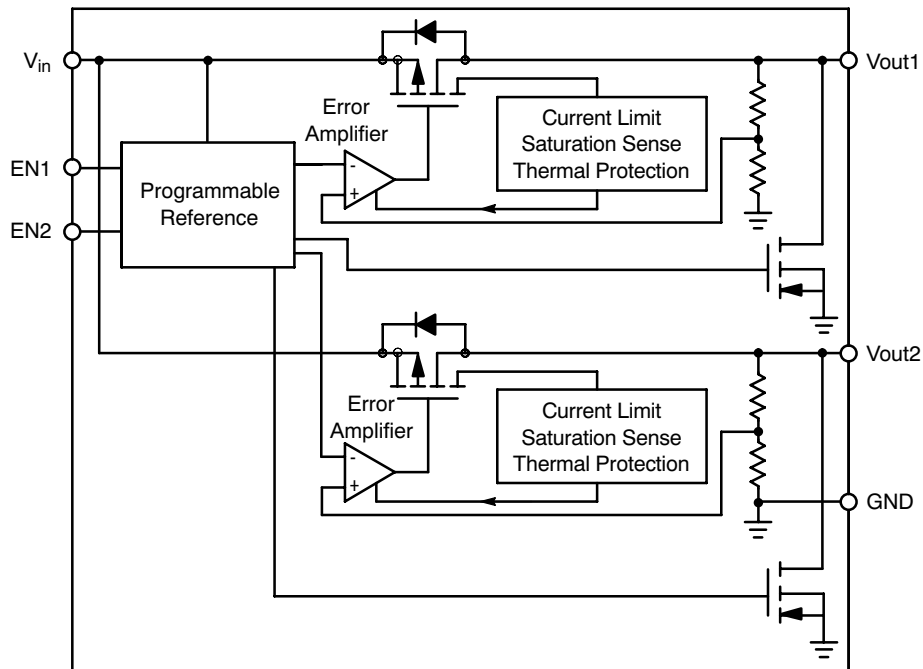 Vin
Vout1
Error
Amplifier
Current Limit
Saturation Sense
Thermal Protection
EN1
Programmable
Reference
EN2
-
+
Vout2
Error
Amplifier
Current Limit
Saturation Sense
Thermal Protection
-
+
GND